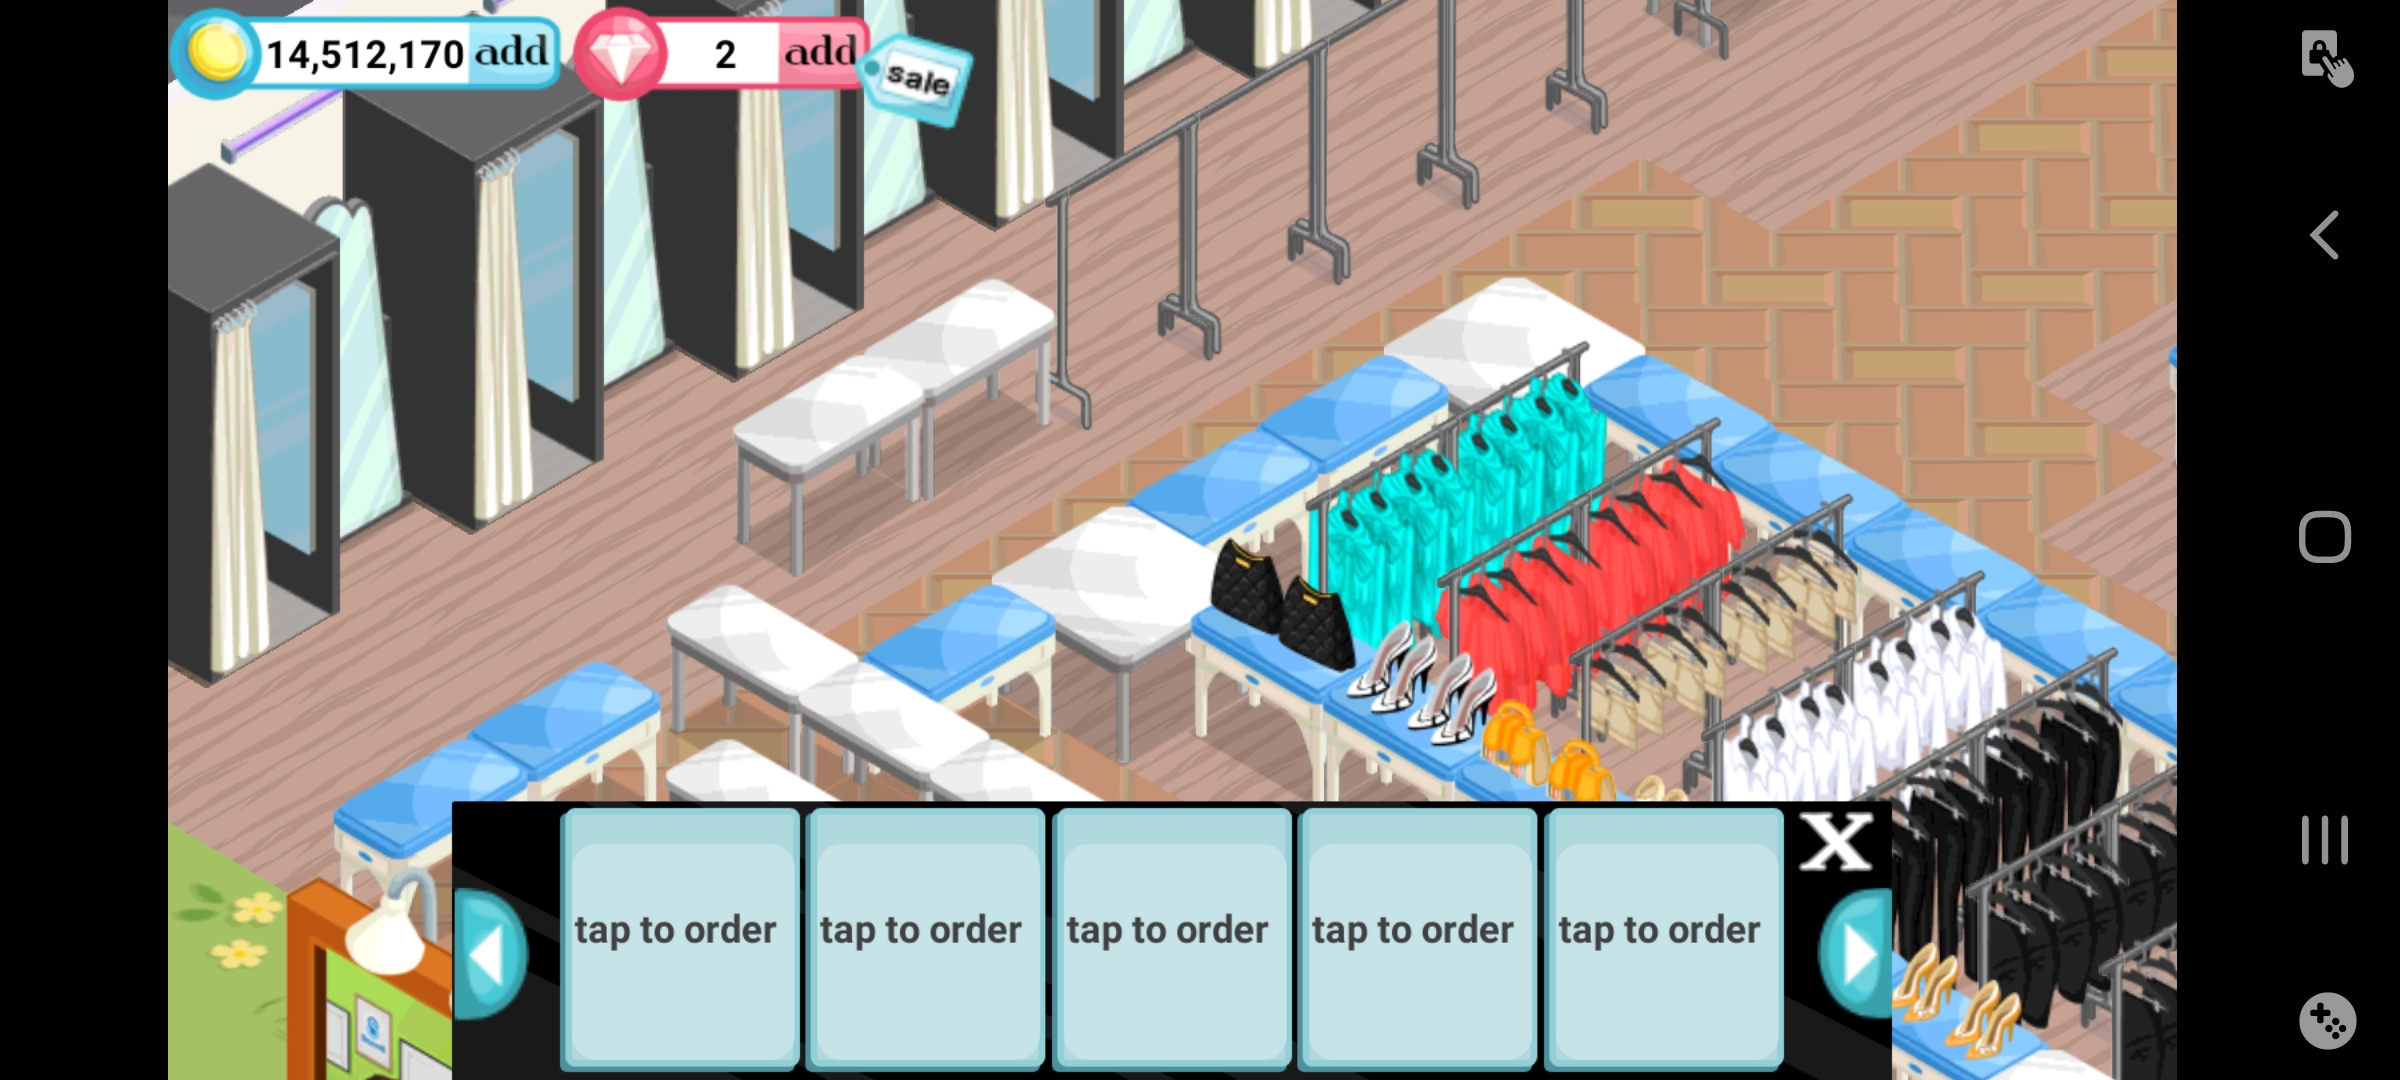 14,512,170 add
2 add
sale
X
tap to order
tap to order
tap to order
tap to order
tap to order